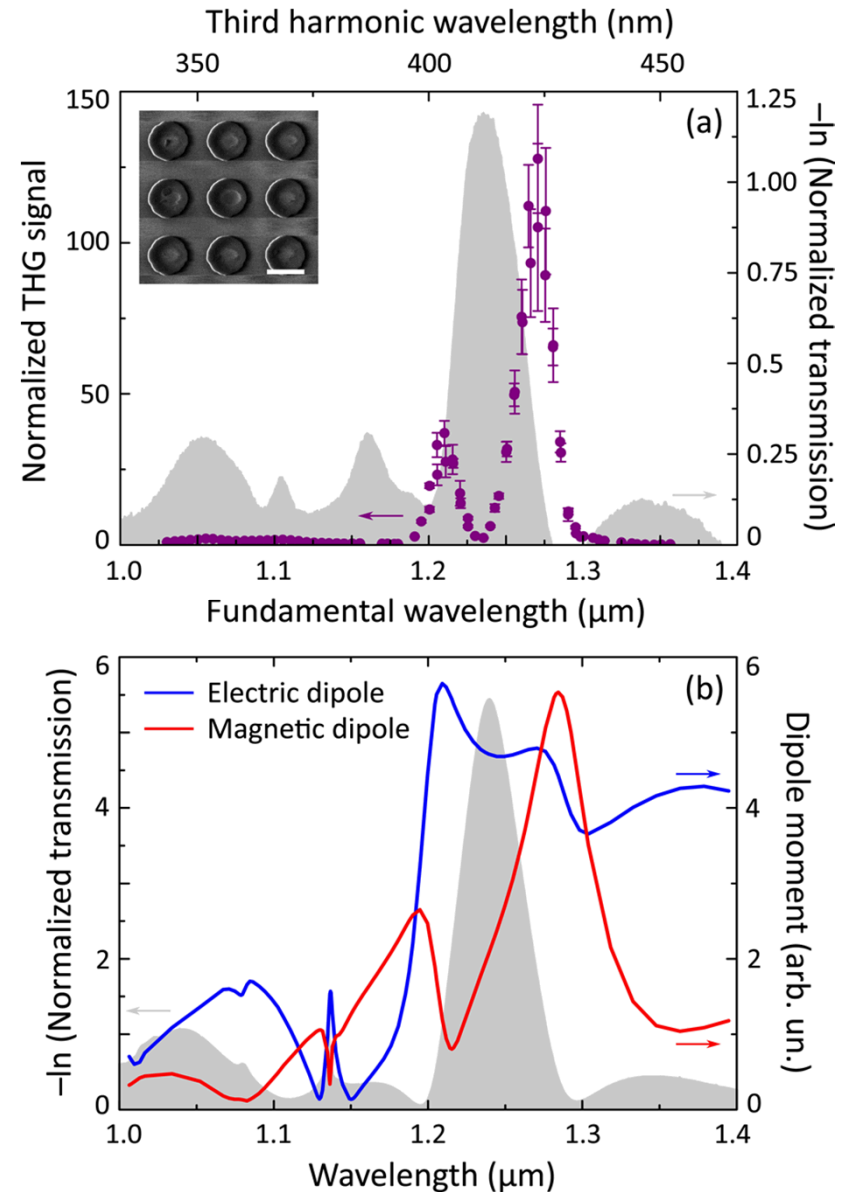 Third harmonic wavelength (nm)
350 400 450
150 100 50 0
Normalized THG signal
(a)
1.25 1.00 0.75 0.5 0.25 0
–ln (Normalized transmission)
1.0 1.1 1.2 1.3 1.4
Fundamental wavelength (μm)
6 4 2 0
–ln (Normalized transmission)
Electric dipole
Magnetic dipole
(b)
6 4 2 0
Dipole moment (arb. un.)
1.0 1.1 1.2 1.3 1.4
Wavelength (μm)